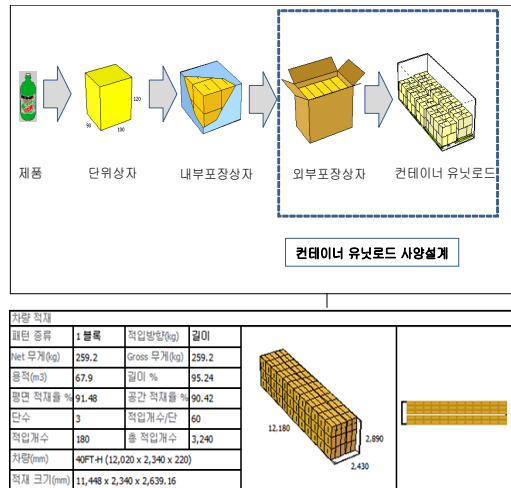 120
90
100
제품
단위상자
내부포장상자
외부포장상자
컨테이너 유닛로드
컨테이너 유닛로드 사양설계
차량 적재
패턴 종류 1 블록 적입방향(kg) 길이
Net 무게(kg) 259.2 Gross 무게(kg) 259.2
용적(m3) 67.9 길이 % 95.24
평면 적재율 % 91.48 공간 적재율 % 90.42
단수 3 적입개수/단 60
적입개수 180 총 적입개수 3,240
차량(mm) 40FT-H (12,020 x 2,340 x 220)
적재 크기(mm) 11,448 x 2,340 x 2,639.16
12.180
2.890
2.430